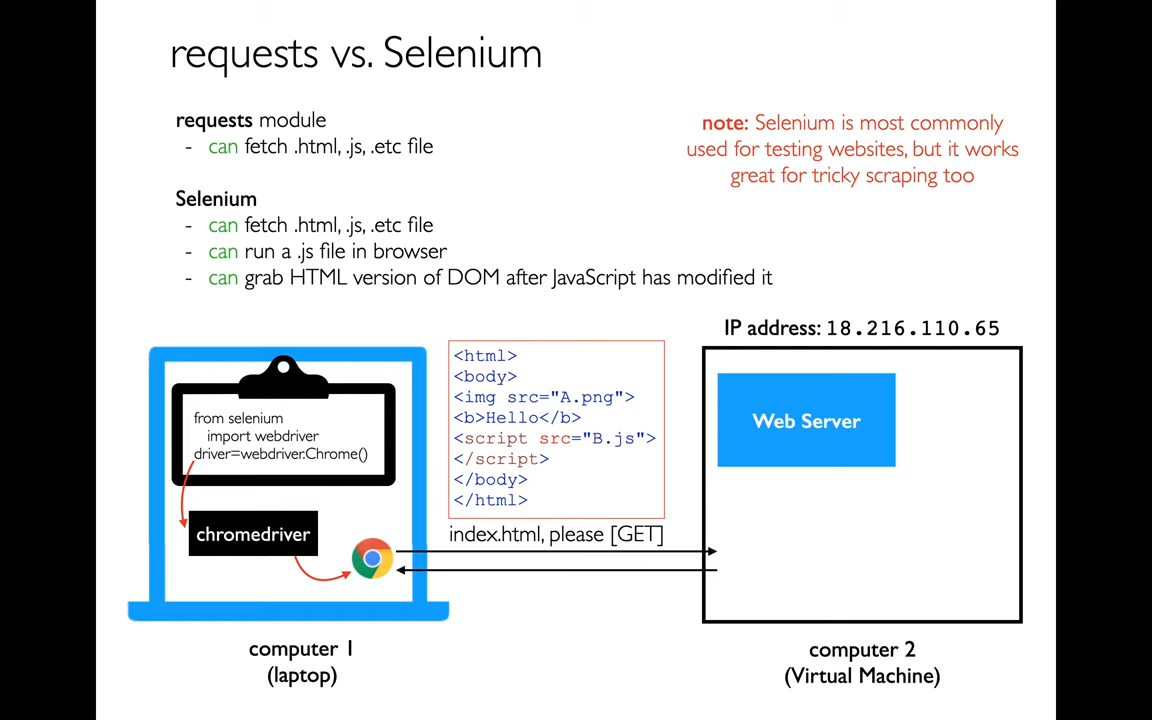 requests vs. Selenium
requests module
- can fetch .html, .js, .etc file
note: Selenium is most commonly
used for testing websites, but it works
great for tricky scraping too
Selenium
- can fetch .html, .js, .etc file
- can run a .js file in browser
- can grab HTML version of DOM after JavaScript has modified it
IP address: 18.216.110.65
from selenium
import webdriver
driver=webdriver.Chrome()
chromedriver
<html>
<body>
<img src="A.png">
<b>Hello</b>
<script src="B.js">
</script>
</body>
</html>
index.html, please [GET]
Web Server
computer 1
(laptop)
computer 2
(Virtual Machine)